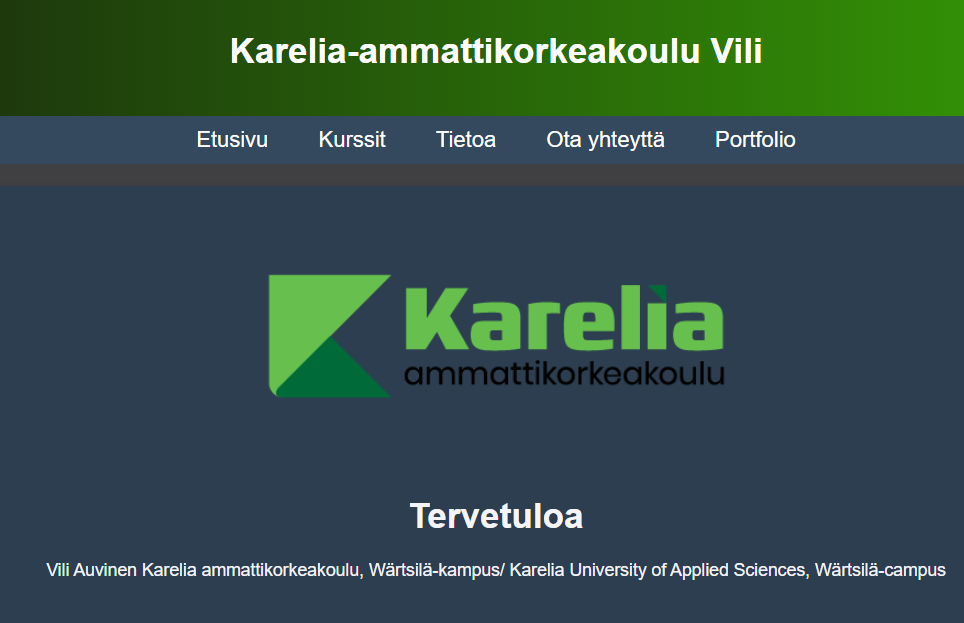 Karelia-ammattikorkeakoulu Vili
Etusivu Kurssit Tietoa Ota yhteyttä Portfolio
Karelia
ammattikorkeakoulu
Tervetuloa
Vili Auvinen Karelia ammattikorkeakoulu, Wärtsilä-kampus/ Karelia University of Applied Sciences, Wärtsilä-campus